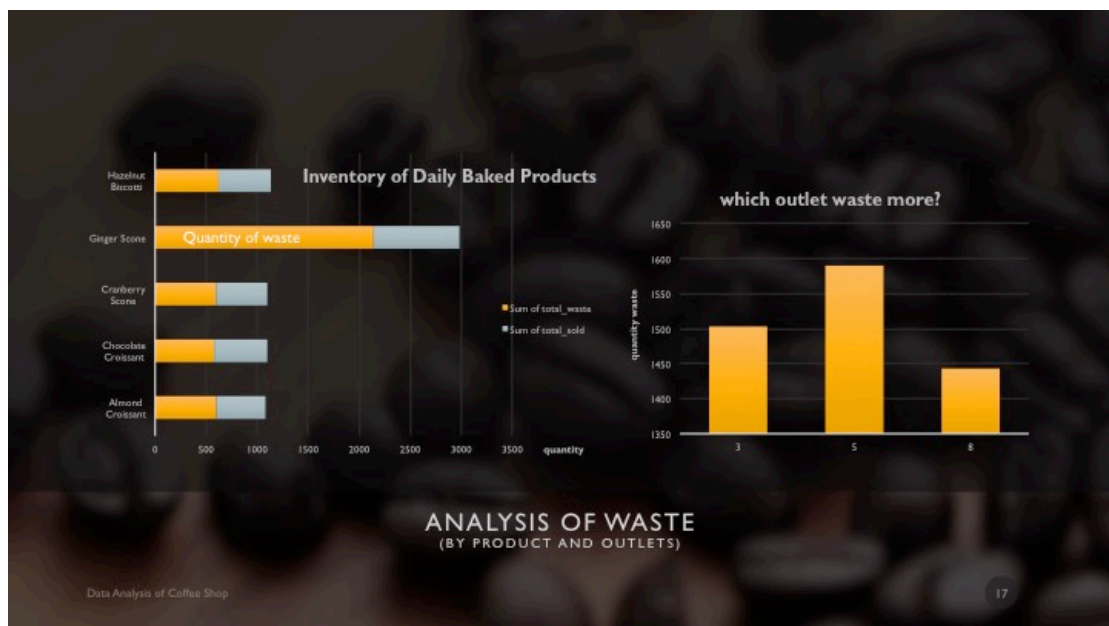 Inventory of Daily Baked Products
Hazelnut
Biscotti
Ginger Scone
Quantity of waste
Cranberry
Scone
Chocolate
Croissant
Almond
Croissant
Sum of total_waste
Sum of total_sold
0 500 1000 1500 2000 2500 3000 3500 quantity
which outlet waste more?
quantity waste
1650
1600
1550
1500
1450
1400
1350
3 5 8
ANALYSIS OF WASTE
(BY PRODUCT AND OUTLETS)
Data Analysis of Coffee Shop
17